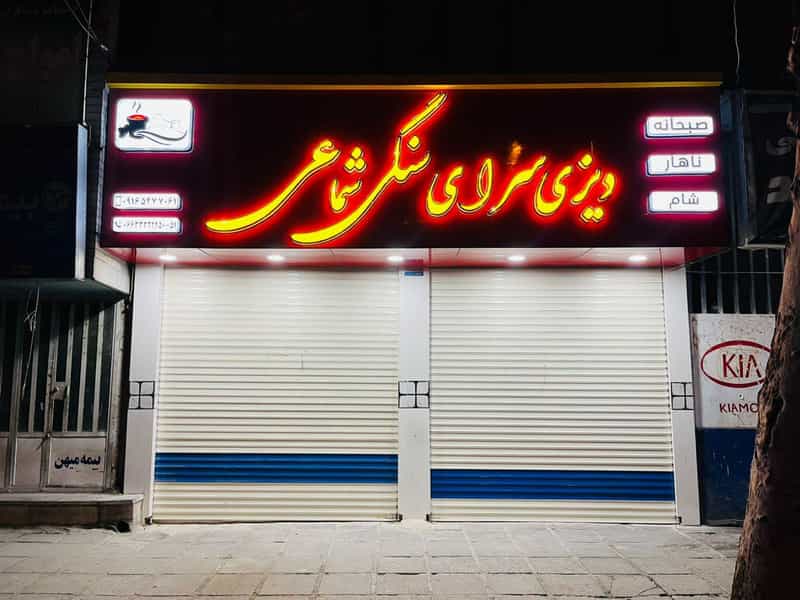 دیزی سرای سنگی شماعی
صبحانه
ناهار
شام
بیمه میهن
KIA
KIAMO